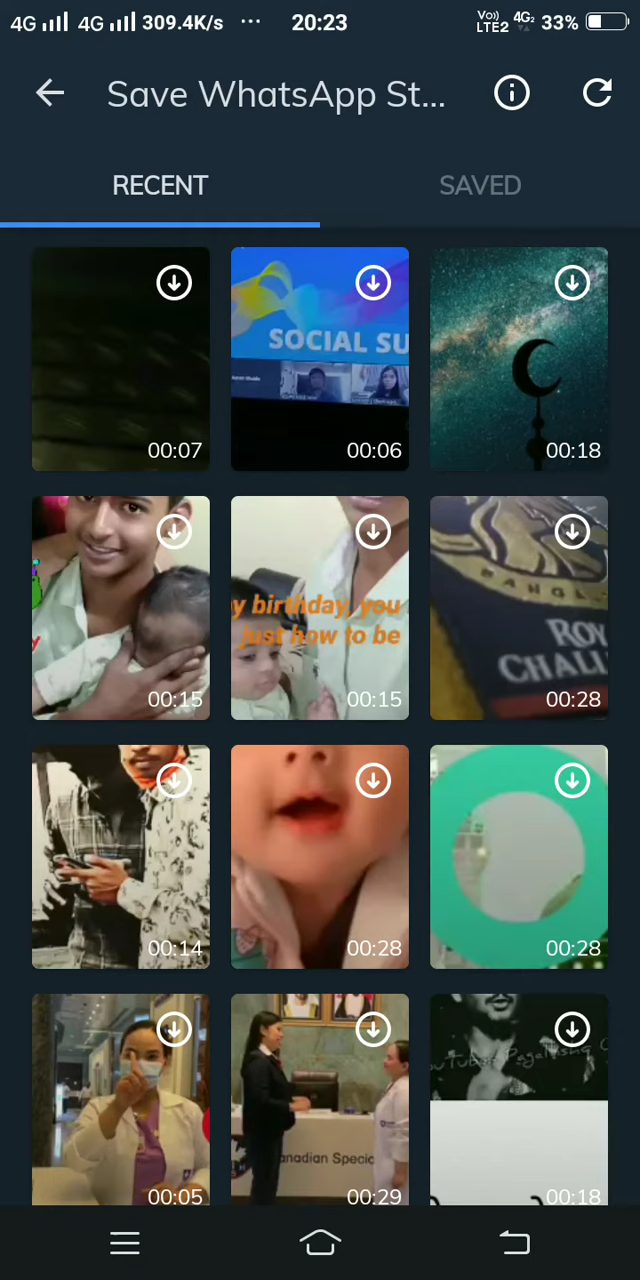 4G 4G 309.4K/s ... 20:23 Vo)) LTE2 4G2 33%
Save WhatsApp St...
RECENT SAVED
SOCIAL SU
00:07 00:06 00:18
y birthday, you
just how to be
BANGAL
ROY
CHALL
00:15 00:15 00:28
00:14 00:28 00:28
anadian Speci
00:05 00:29 00:18